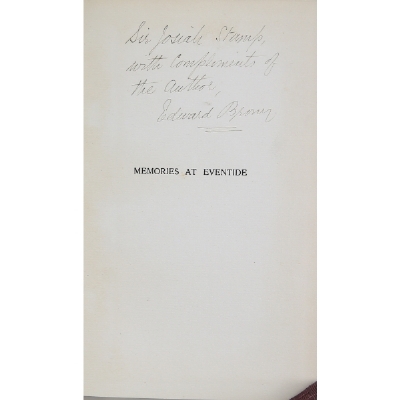 Sir Josiah Stamp,
with Compliments of
the Author,
Edward Brown
MEMORIES AT EVENTIDE